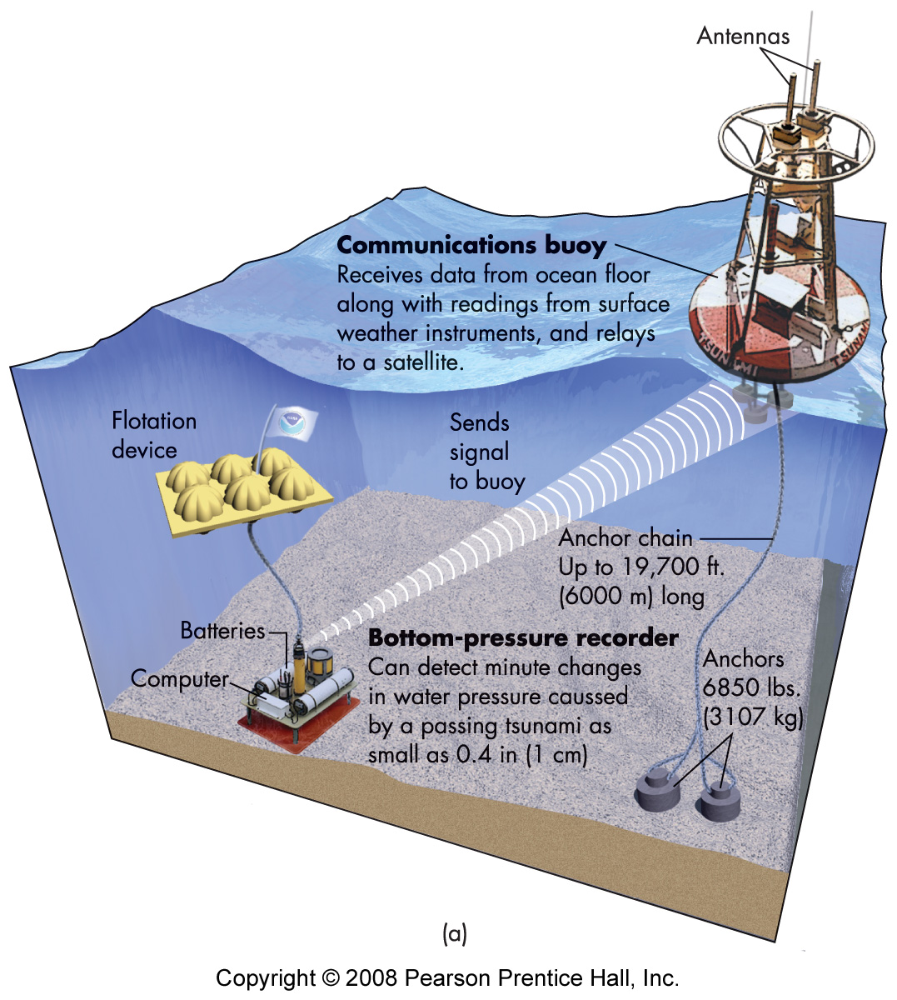 Antennas
Communications buoy
Receives data from ocean floor
along with readings from surface
weather instruments, and relays
to a satellite.
TSUNAMI
TSUNAMI
Flotation
device
Sends
signal
to buoy
Anchor chain
Up to 19,700 ft.
(6000 m) long
Batteries
Computer
Bottom-pressure recorder
Can detect minute changes
in water pressure caussed
by a passing tsunami as
small as 0.4 in (1 cm)
Anchors
6850 lbs.
(3107 kg)
(a)
Copyright © 2008 Pearson Prentice Hall, Inc.